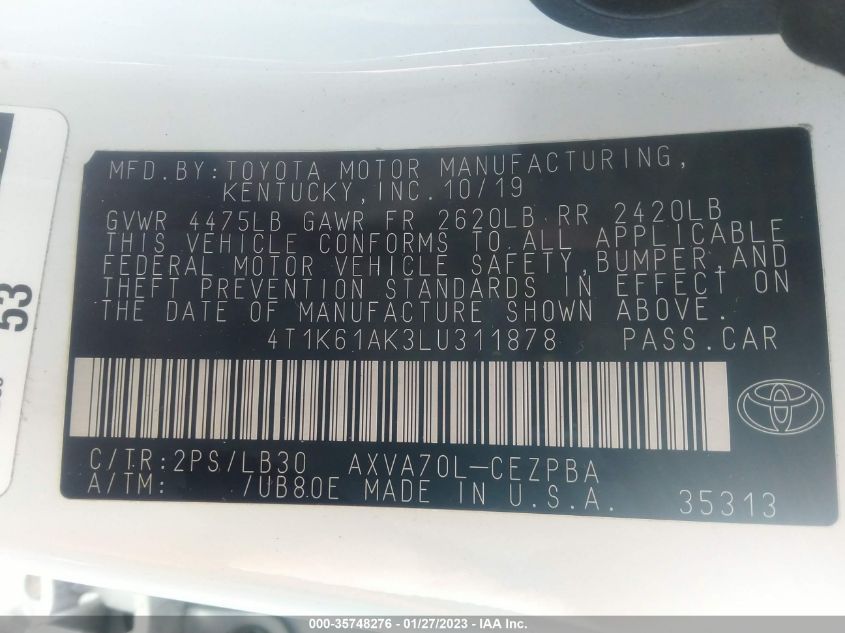 MFD.BY:TOYOTA MOTOR MANUFACTURING,
KENTUCKY,INC.10/19
GVWR 4475LB GAWR FR 2620LB RR 2420LB
THIS VEHICLE CONFORMS TO ALL APPLICABLE
FEDERAL MOTOR VEHICLE SAFETY,BUMPER,AND
THEFT PREVENTION STANDARDS IN EFFECT ON
THE DATE OF MANUFACTURE SHOWN ABOVE.
4T1K61AK3LU311878 PASS.CAR
C/TR:2PS/LB30 AXVA70L-CEZPBA
A/TM: /UB80E MADE IN U.S.A. 35313
53
000-35748276 - 01/27/2023 - IAA Inc.